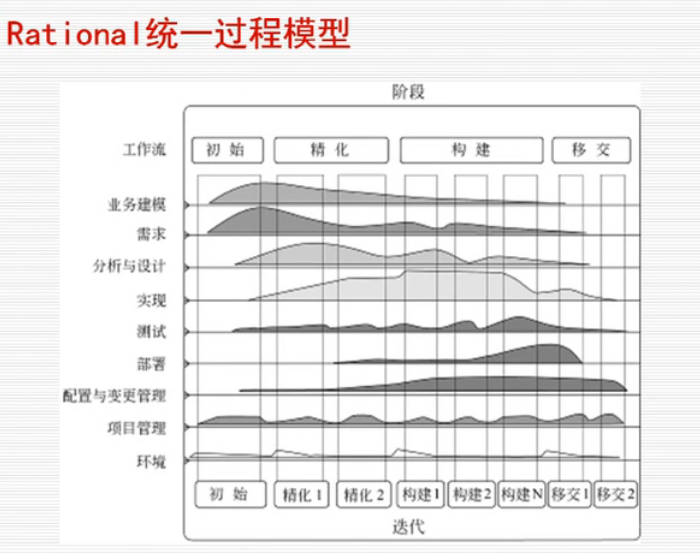 Rational统一过程模型
阶段
工作流 初始 精化 构建 移交
业务建模
需求
分析与设计
实现
测试
部署
配置与变更管理
项目管理
环境
初始 精化1 精化2 构建1 构建2 构建N 移交1 移交2
迭代